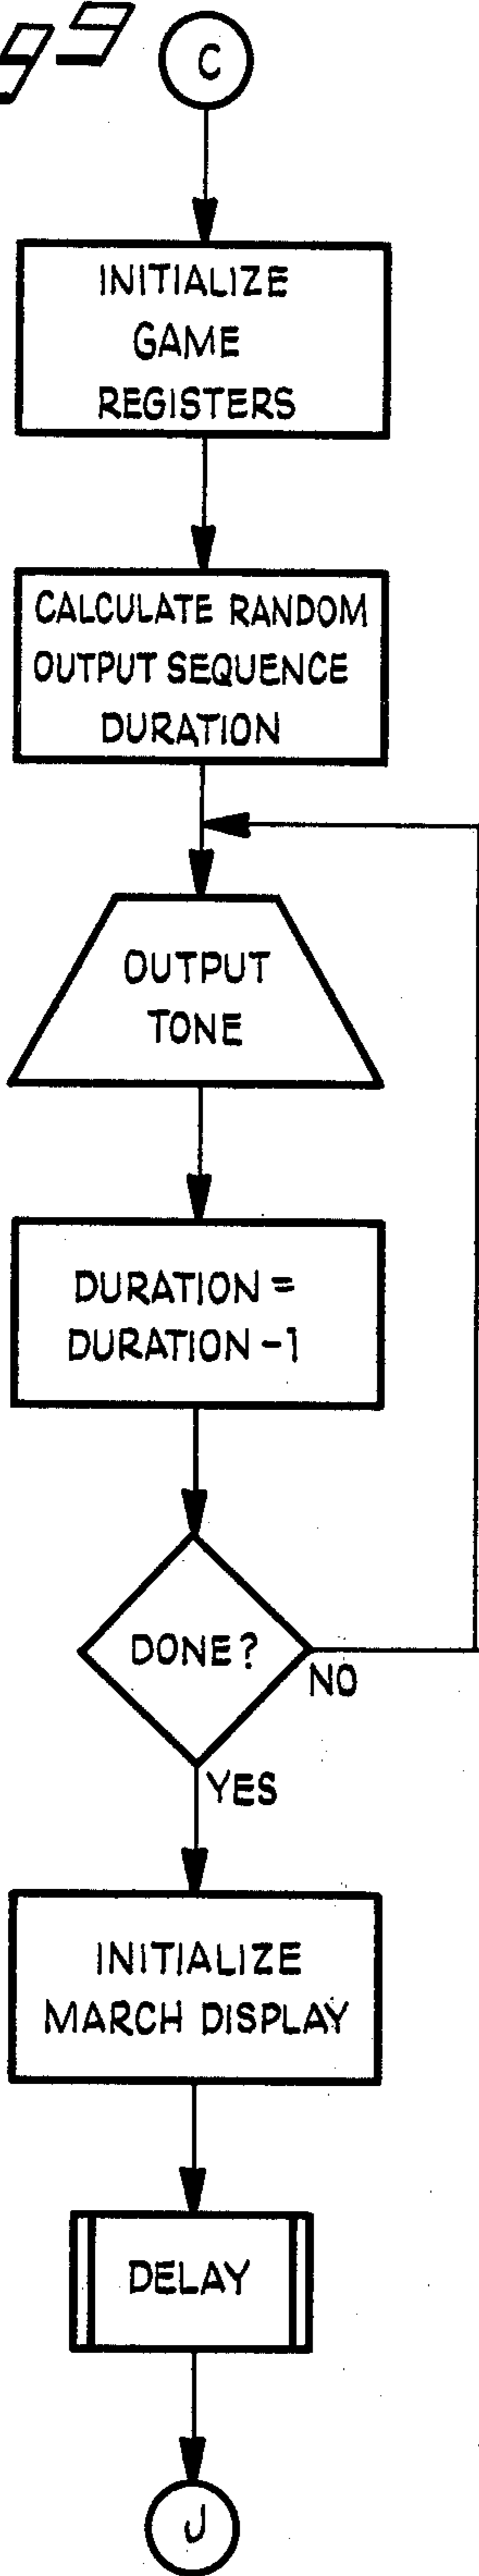 C
INITIALIZE
GAME
REGISTERS
CALCULATE RANDOM
OUTPUT SEQUENCE
DURATION
OUTPUT
TONE
DURATION =
DURATION -1
DONE?
NO
YES
INITIALIZE
MARCH DISPLAY
DELAY
J